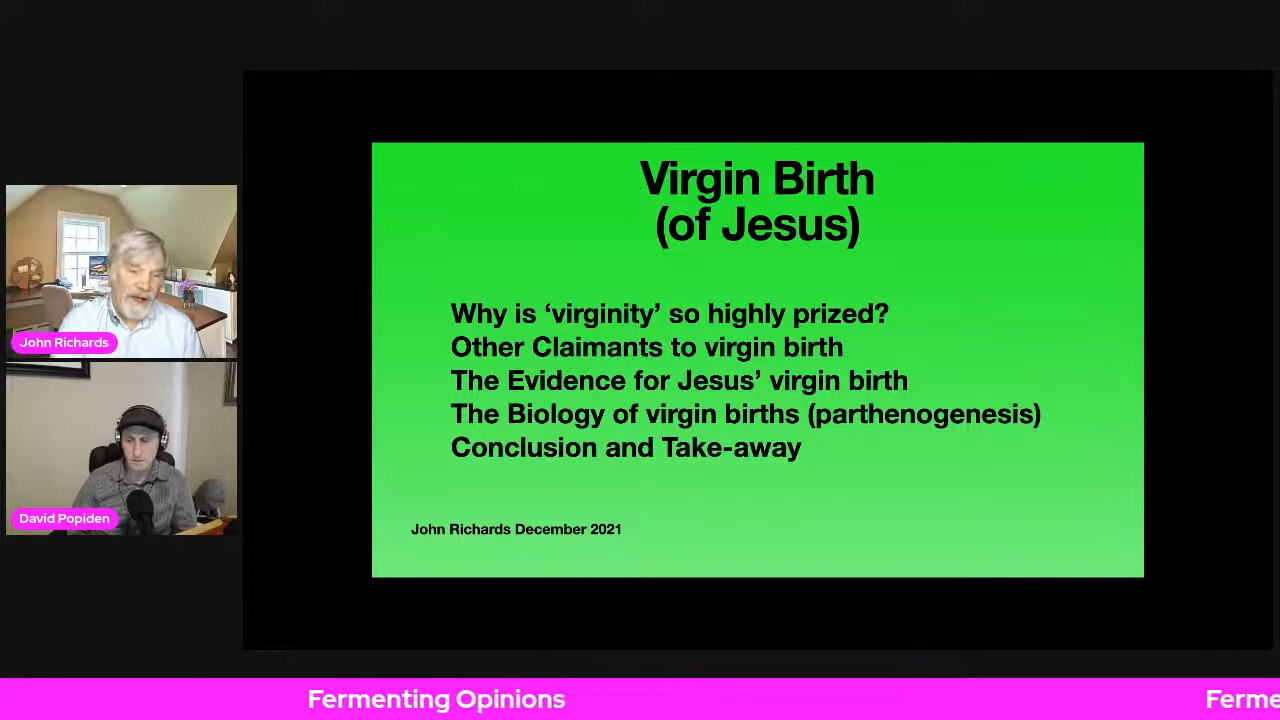 Virgin Birth
(of Jesus)
Why is ‘virginity’ so highly prized?
Other Claimants to virgin birth
The Evidence for Jesus’ virgin birth
The Biology of virgin births (parthenogenesis)
Conclusion and Take-away
John Richards December 2021
John Richards
David Popiden
Fermenting Opinions
Ferme